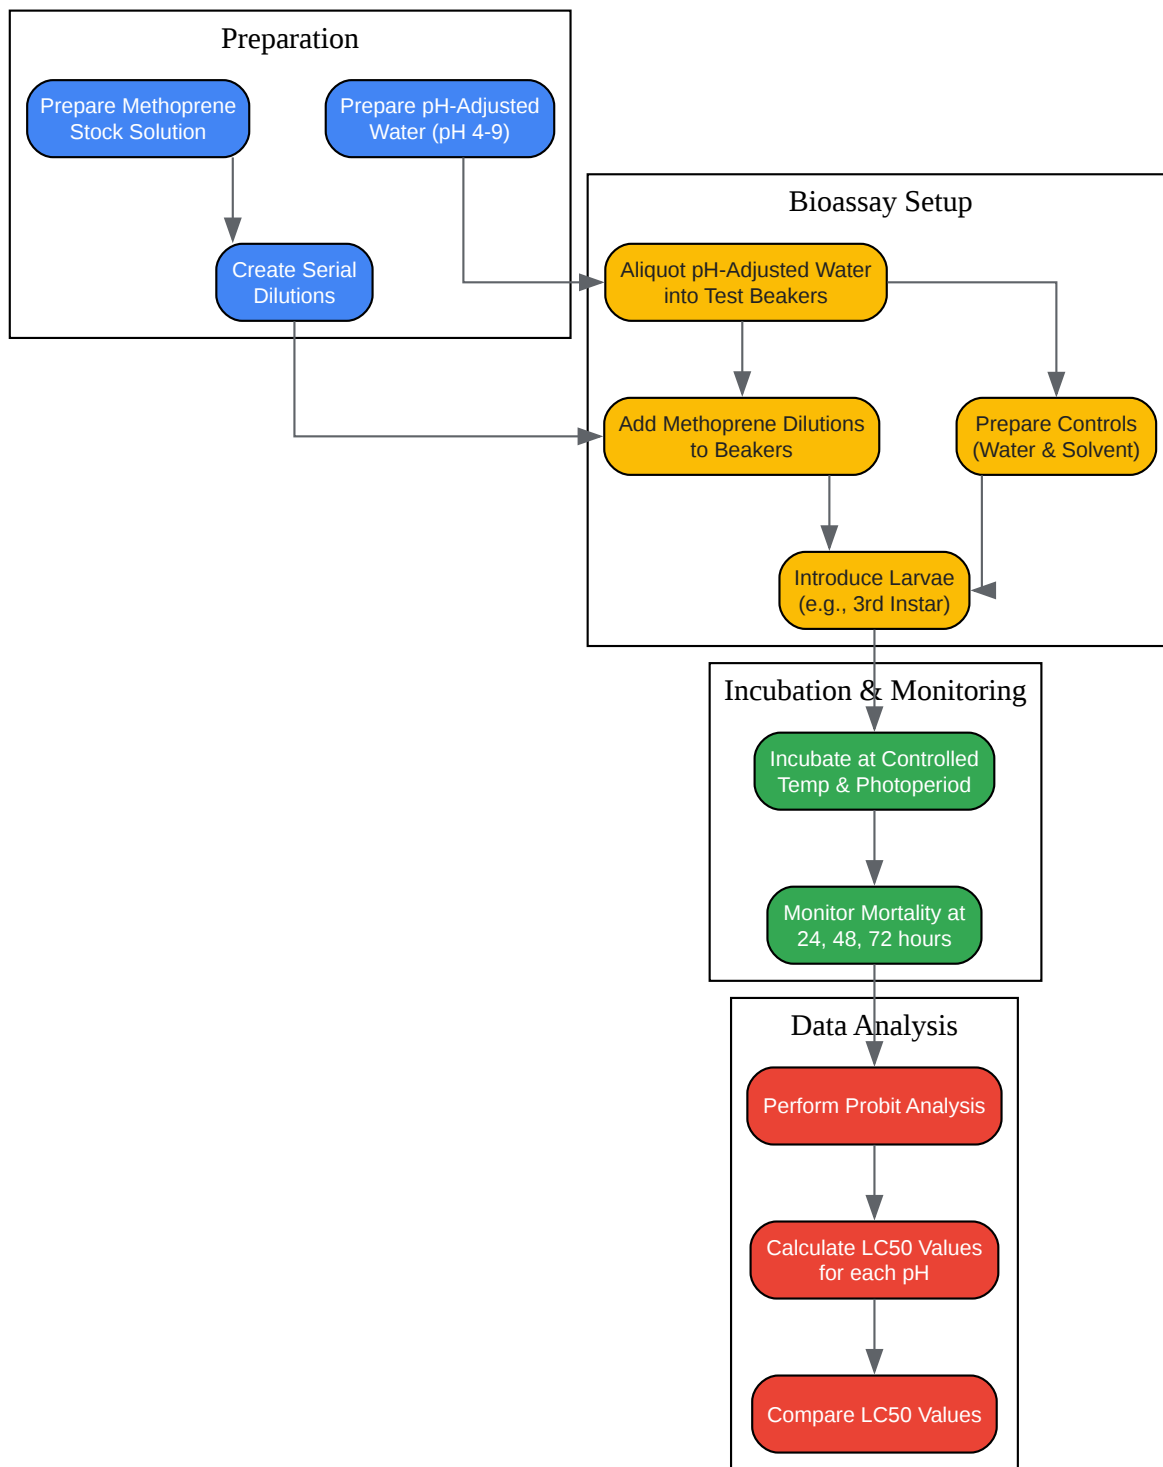 Preparation
Prepare Methoprene
Stock Solution
Prepare pH-Adjusted
Water (pH 4-9)
Create Serial
Dilutions
Bioassay Setup
Aliquot pH-Adjusted Water
into Test Beakers
Add Methoprene Dilutions
to Beakers
Prepare Controls
(Water & Solvent)
Introduce Larvae
(e.g., 3rd Instar)
Incubation & Monitoring
Incubate at Controlled
Temp & Photoperiod
Monitor Mortality at
24, 48, 72 hours
Data Analysis
Perform Probit Analysis
Calculate LC50 Values
for each pH
Compare LC50 Values